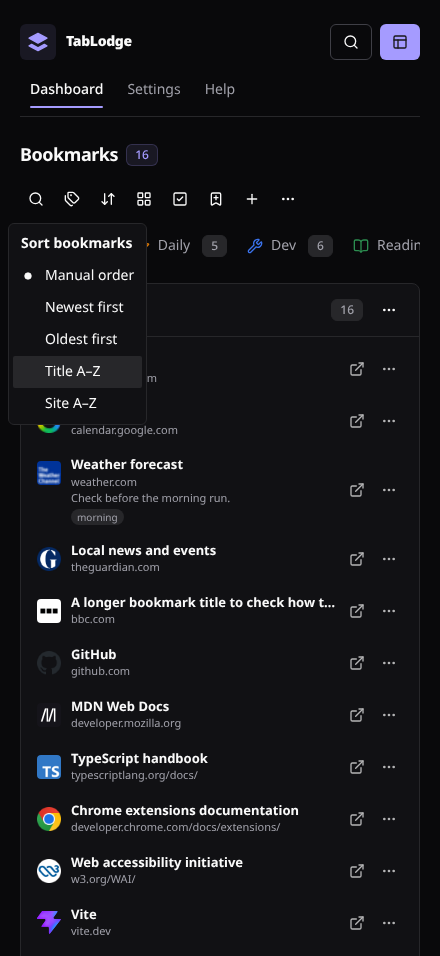 TabLodge
Dashboard Settings Help
Bookmarks 16
Sort bookmarks
Manual order
Newest first
Oldest first
Title A–Z
Site A–Z
Daily 5 Dev 6 Readin
16
m
calendar.google.com
Weather forecast
weather.com
Check before the morning run.
morning
Local news and events
theguardian.com
A longer bookmark title to check how t...
bbc.com
GitHub
github.com
MDN Web Docs
developer.mozilla.org
TypeScript handbook
typescriptlang.org/docs/
Chrome extensions documentation
developer.chrome.com/docs/extensions/
Web accessibility initiative
w3.org/WAI/
Vite
vite.dev